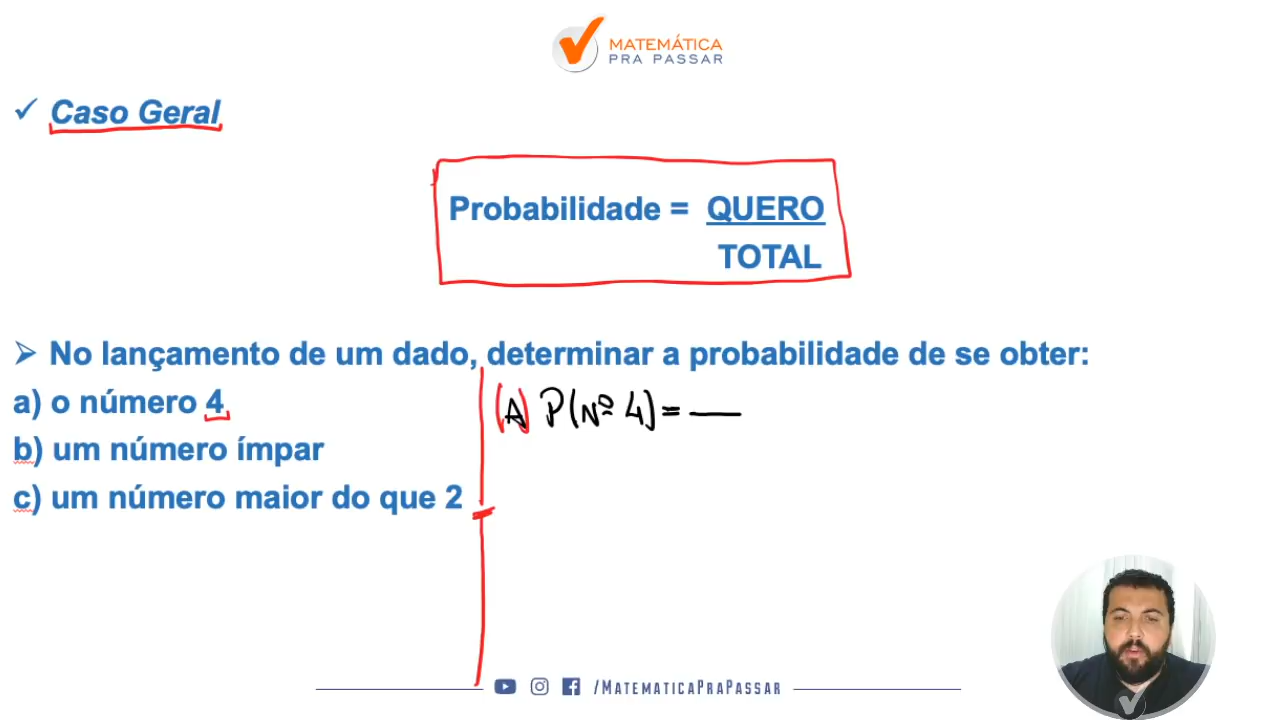 MATEMÁTICA
PRA PASSAR
✓ Caso Geral
Probabilidade = QUERO
TOTAL
➤ No lançamento de um dado, determinar a probabilidade de se obter:
a) o número 4
(A) P(Nº 4) = —
b) um número ímpar
c) um número maior do que 2
/MATEMATICAPRAPASSAR